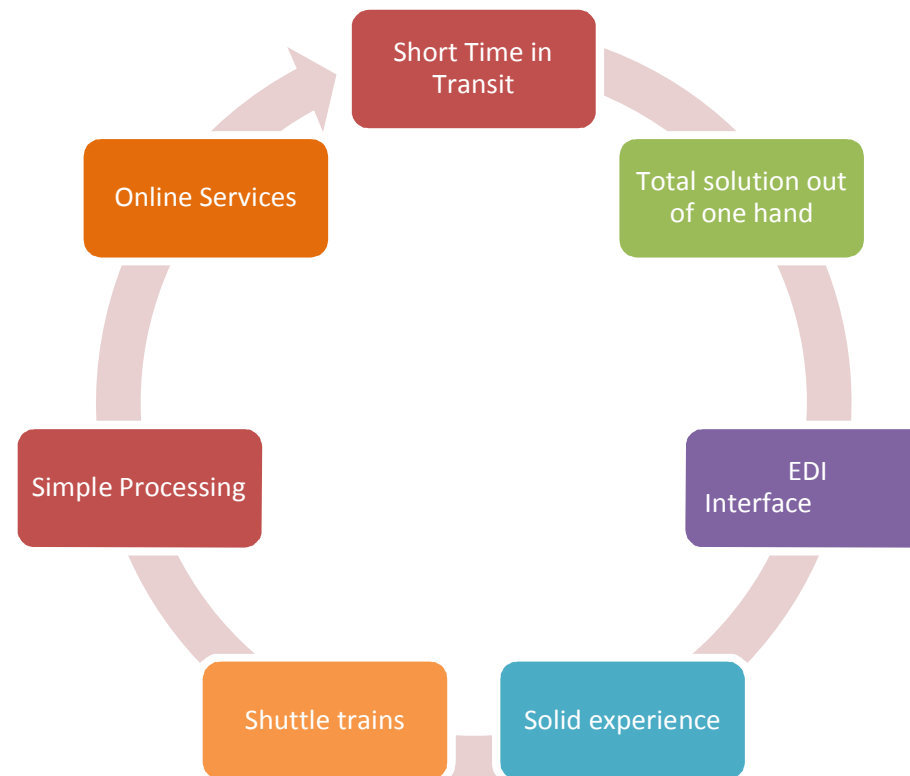 Short Time in
Transit
Total solution out
of one hand
EDI
Interface
Solid experience
Shuttle trains
Simple Processing
Online Services